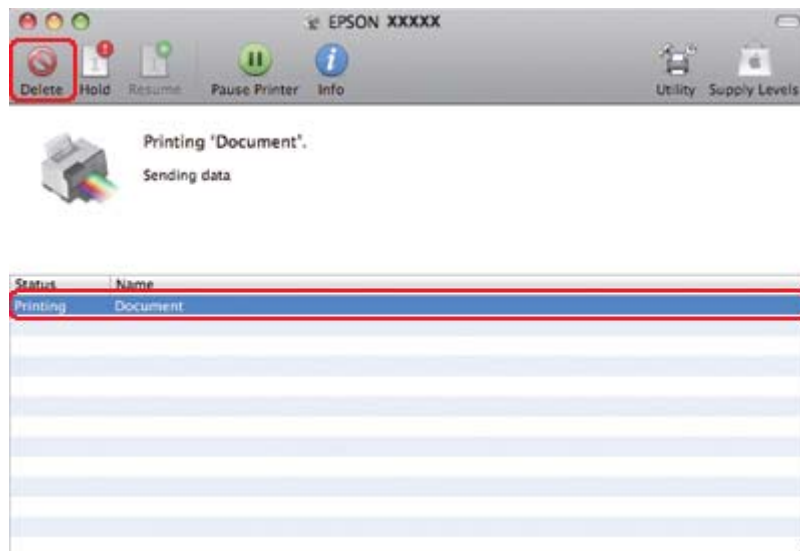 EPSON XXXXX
Delete Hold Resume Pause Printer Info Utility Supply Levels
Printing 'Document'.
Sending data
Status Name
Printing Document